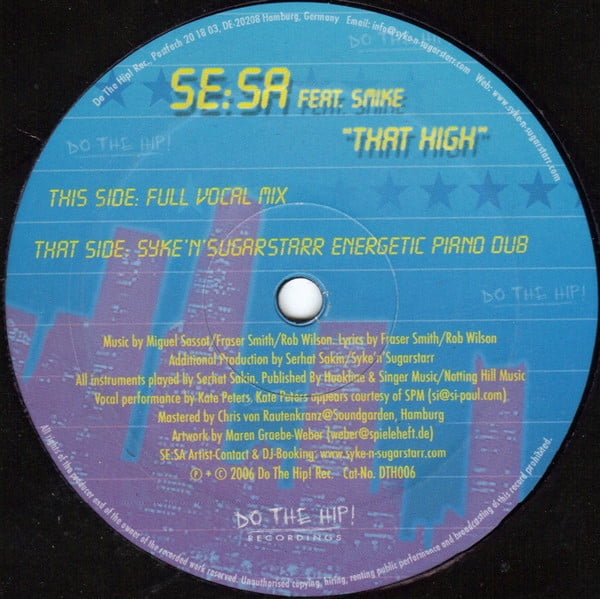 Do The Hip! Rec., Postfach 20 18 03, DE-20208 Hamburg, Germany Email: info@syke-n-sugarstarr.com Web: www.syke-n-sugarstarr.com
DO THE HIP!
SE:SA FEAT. SMIKE
"THAT HIGH"
DO THE HIP!
THIS SIDE: FULL VOCAL MIX
THAT SIDE: SYKE'N'SUGARSTARR ENERGETIC PIANO DUB
DO THE HIP!
Music by Miguel Sassot/Fraser Smith/Rob Wilson. Lyrics by Fraser Smith/Rob Wilson
Additional Production by Serhat Sakin/Syke'n'Sugarstarr
All instruments played by Serhat Sakin. Published By Hookline & Singer Music/Notting Hill Music
Vocal performance by Kate Peters. Kate Peters appears courtesy of SPM (si@si-paul.com)
Mastered by Chris von Rautenkranz@Soundgarden, Hamburg
Artwork by Maren Graebe-Weber (weber@spieleheft.de)
SE:SA Artist-Contact & DJ-Booking: www.syke-n-sugarstarr.com
℗ + © 2006 Do The Hip! Rec. Cat-No. DTH006
DO THE HIP!
RECORDINGS
All rights of the producer and of the owner of the recorded work reserved. Unauthorised copying, hiring, renting public performance and broadcasting of this record prohibited.